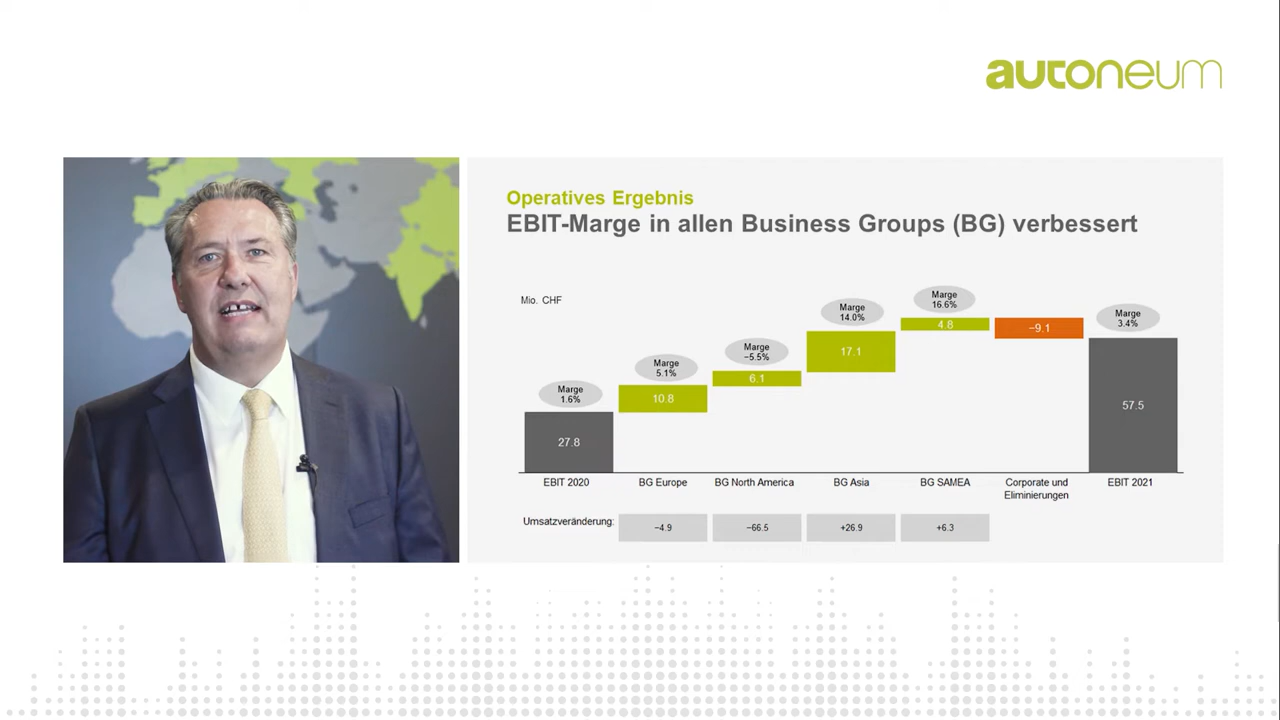 autoneum
Operatives Ergebnis
EBIT-Marge in allen Business Groups (BG) verbessert
Mio. CHF
Marge
1.6%
Marge
5.1%
Marge
−5.5%
Marge
14.0%
Marge
16.6%
Marge
3.4%
27.8
10.8
6.1
17.1
4.8
−9.1
57.5
EBIT 2020
BG Europe
BG North America
BG Asia
BG SAMEA
Corporate und
Eliminierungen
EBIT 2021
Umsatzveränderung:
−4.9
−66.5
+26.9
+6.3